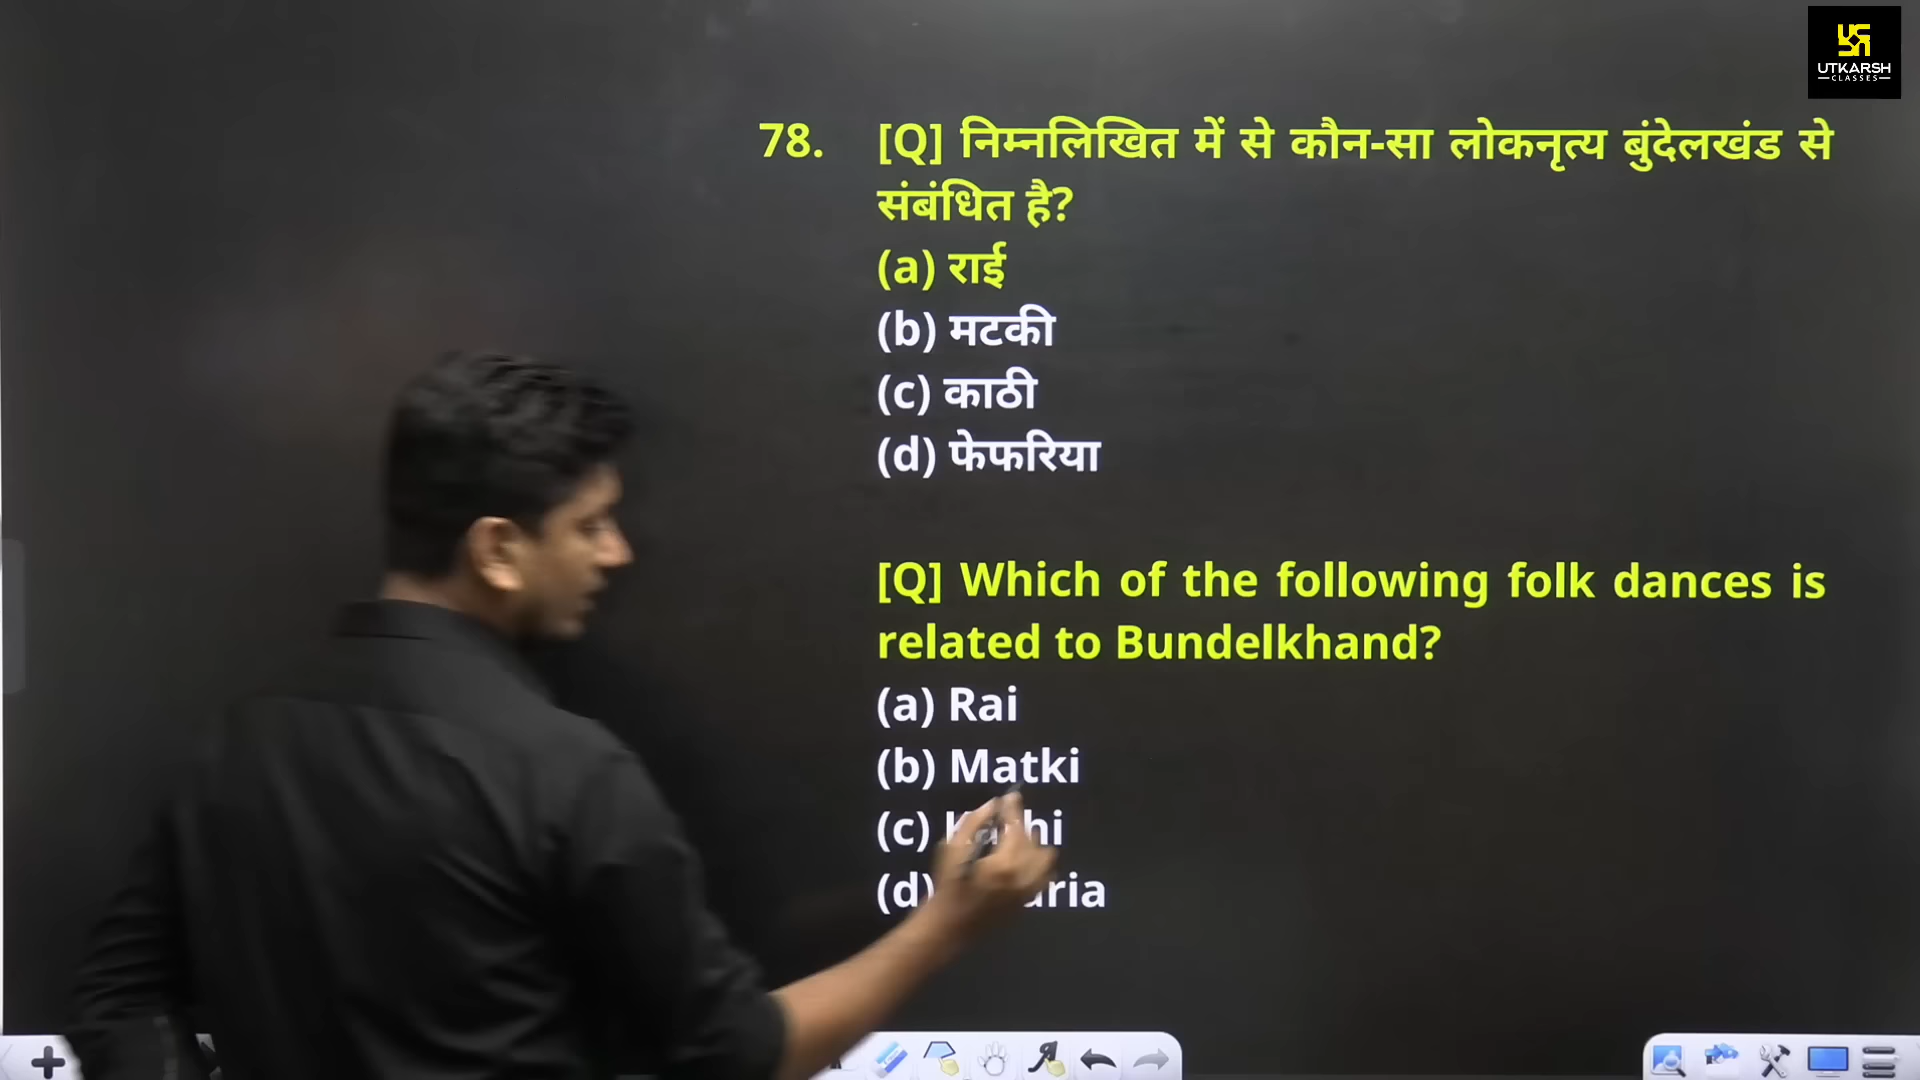 UTKARSH
CLASSES
78. [Q] निम्नलिखित में से कौन-सा लोकनृत्य बुंदेलखंड से
संबंधित है?
(a) राई
(b) मटकी
(c) काठी
(d) फेफरिया
[Q] Which of the following folk dances is
related to Bundelkhand?
(a) Rai
(b) Matki
(c)
(d)